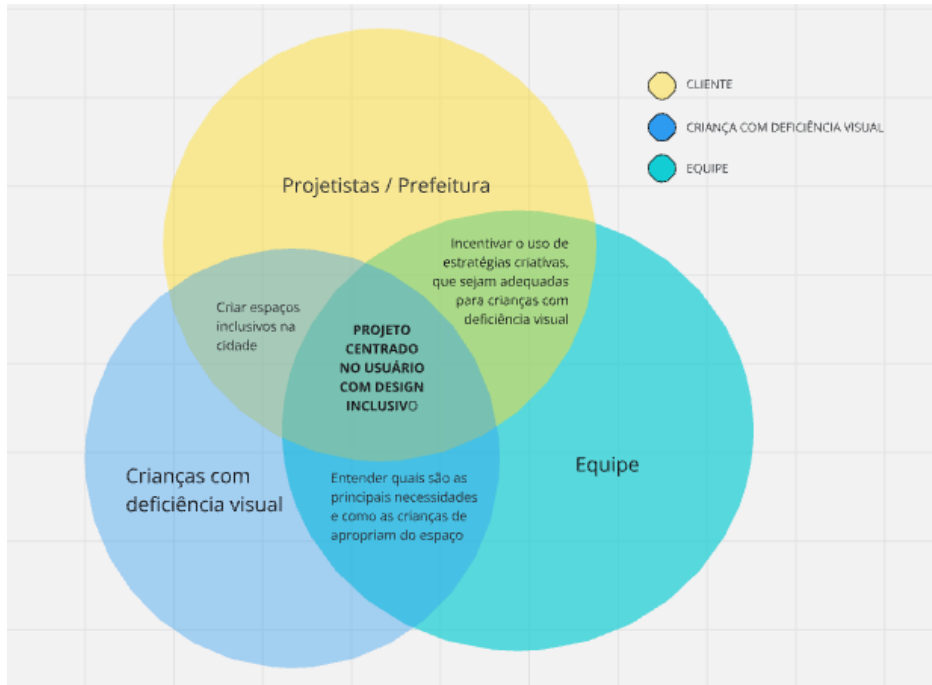 CLIENTE
CRIANÇA COM DEFICIÊNCIA VISUAL
EQUIPE
Projetistas / Prefeitura
Incentivar o uso de
estratégias criativas,
que sejam adequadas
para crianças com
deficiência visual
Criar espaços
inclusivos na
cidade
PROJETO
CENTRADO
NO USUÁRIO
COM DESIGN
INCLUSIVO
Crianças com
deficiência visual
Entender quais são as
principais necessidades
e como as crianças de
apropriam do espaço
Equipe